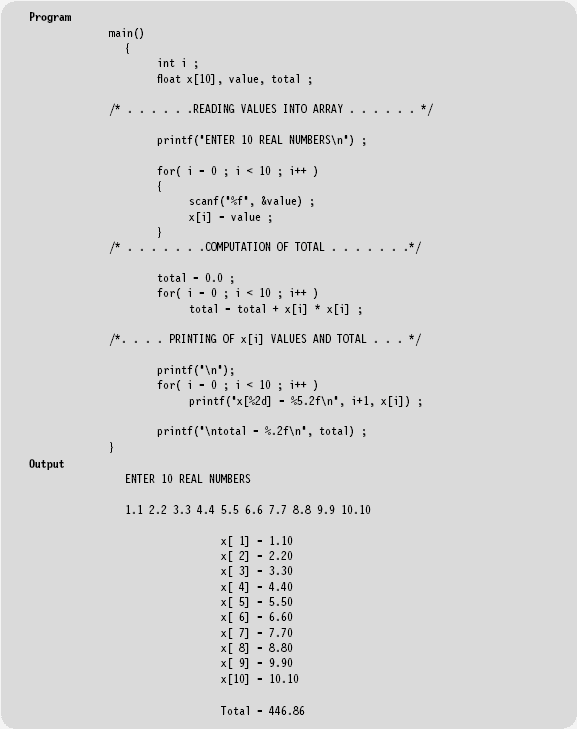 Program
main()
{
int i ;
float x[10], value, total ;
/* . . . . . .READING VALUES INTO ARRAY . . . . . . */
printf("ENTER 10 REAL NUMBERS\n") ;
for( i = 0 ; i < 10 ; i++ )
{
scanf("%f", &value) ;
x[i] = value ;
}
/* . . . . . . .COMPUTATION OF TOTAL . . . . . . .*/
total = 0.0 ;
for( i = 0 ; i < 10 ; i++ )
total = total + x[i] * x[i] ;
/*. . . . PRINTING OF x[i] VALUES AND TOTAL . . . */
printf("\n");
for( i = 0 ; i < 10 ; i++ )
printf("x[%2d] = %5.2f\n", i+1, x[i]) ;
printf("\ntotal = %.2f\n", total) ;
}
Output
ENTER 10 REAL NUMBERS
1.1 2.2 3.3 4.4 5.5 6.6 7.7 8.8 9.9 10.10
x[ 1] = 1.10
x[ 2] = 2.20
x[ 3] = 3.30
x[ 4] = 4.40
x[ 5] = 5.50
x[ 6] = 6.60
x[ 7] = 7.70
x[ 8] = 8.80
x[ 9] = 9.90
x[10] = 10.10
Total = 446.86